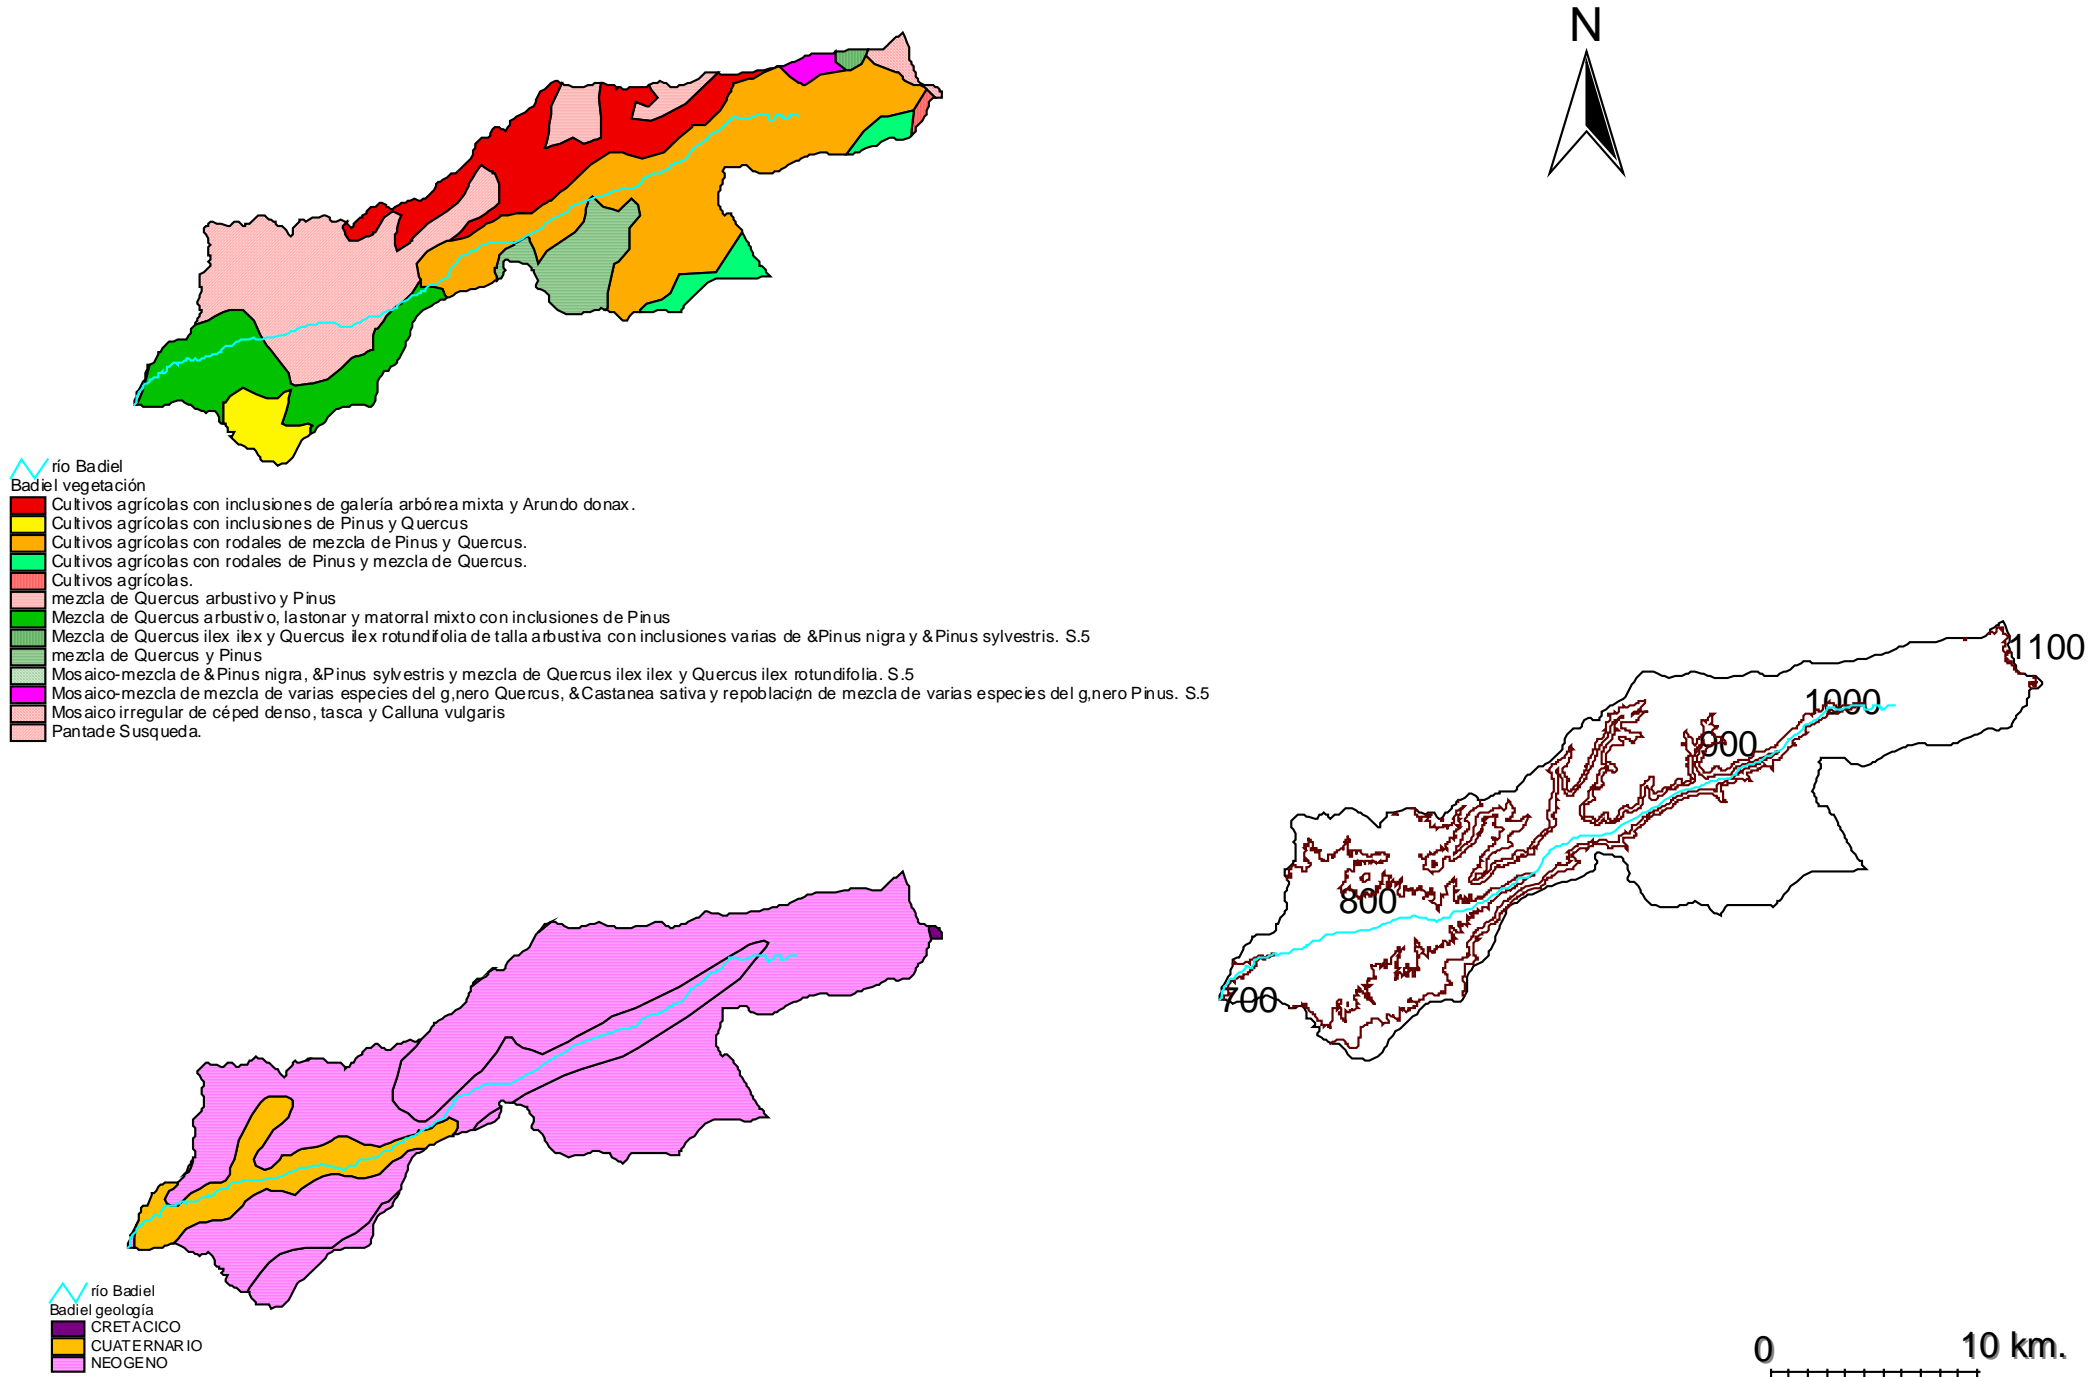 N
río Badiel
Badiel vegetación
Cultivos agrícolas con inclusiones de galería arbórea mixta y Arundo donax.
Cultivos agrícolas con inclusiones de Pinus y Quercus
Cultivos agrícolas con rodales de mezcla de Pinus y Quercus.
Cultivos agrícolas con rodales de Pinus y mezcla de Quercus.
Cultivos agrícolas.
mezcla de Quercus arbustivo y Pinus
Mezcla de Quercus arbustivo, lastonar y matorral mixto con inclusiones de Pinus
Mezcla de Quercus ilex ilex y Quercus ilex rotundifolia de talla arbustiva con inclusiones varias de &Pinus nigra y &Pinus sylvestris. S.5
mezcla de Quercus y Pinus
Mosaico-mezcla de &Pinus nigra, &Pinus sylvestris y mezcla de Quercus ilex ilex y Quercus ilex rotundifolia. S.5
Mosaico-mezcla de mezcla de varias especies del g‚nero Quercus, &Castanea sativa y repoblaci¢n de mezcla de varias especies del g‚nero Pinus. S.5
Mosaico irregular de céped denso, tasca y Calluna vulgaris
Pantade Susqueda.
1100
1000
900
800
700
río Badiel
Badiel geología
CRETACICO
CUATERNARIO
NEOGENO
0 10 km.